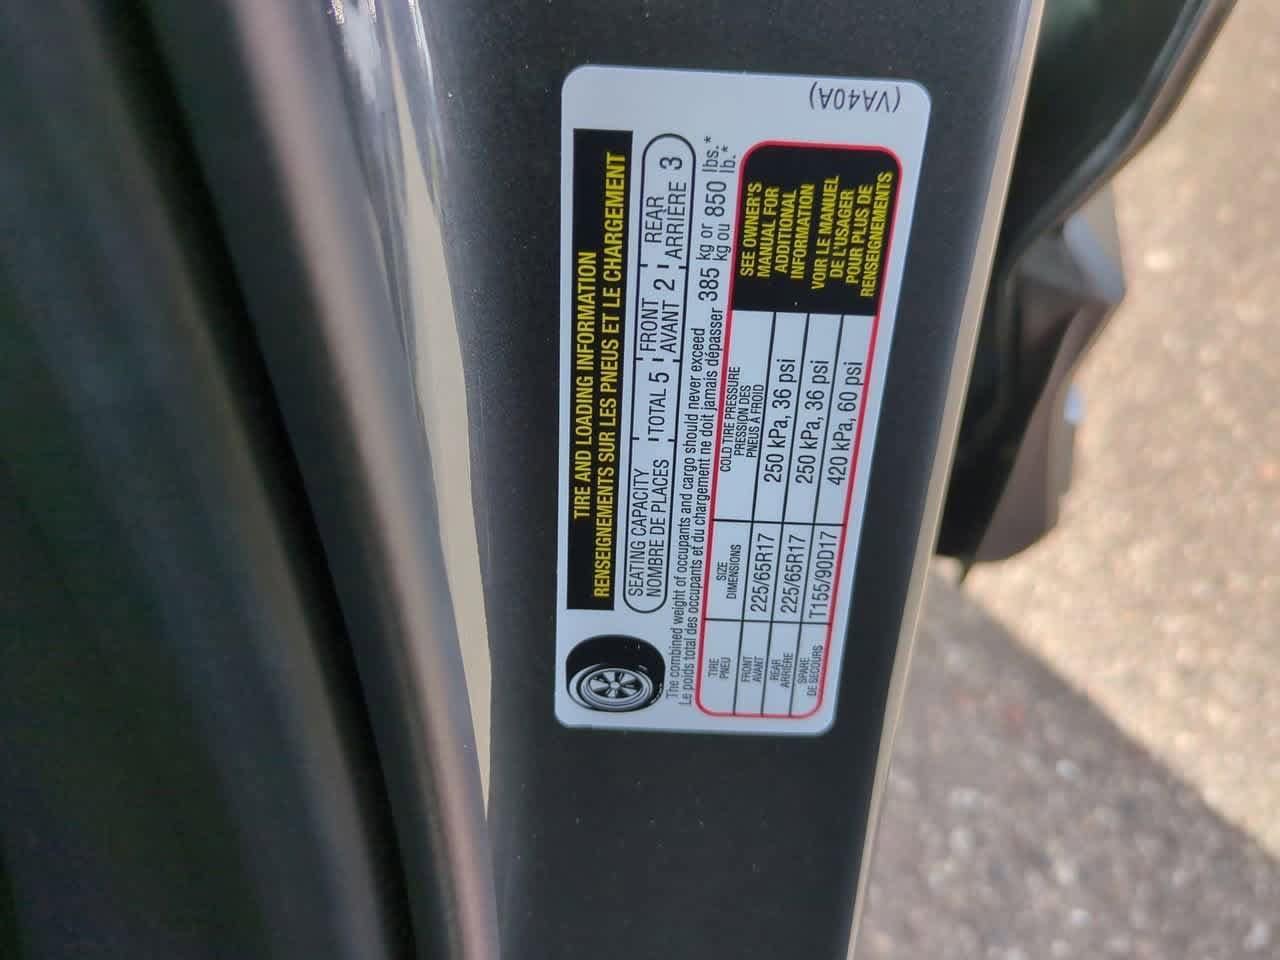 TIRE AND LOADING INFORMATION
RENSEIGNEMENTS SUR LES PNEUS ET LE CHARGEMENT
SEATING CAPACITY TOTAL 5 FRONT 2 REAR 3
NOMBRE DE PLACES AVANT ARRIÈRE
The combined weight of occupants and cargo should never exceed 385 kg or 850 lbs.*
Le poids total des occupants et du chargement ne doit jamais dépasser kg ou lb.*
TIRE SIZE COLD TIRE PRESSURE
PNEU DIMENSIONS PRESSION DES
PNEUS À FROID
FRONT 225/65R17 250 kPa, 36 psi
AVANT
REAR 225/65R17 250 kPa, 36 psi
ARRIÈRE
SPARE T155/90D17 420 kPa, 60 psi
DE SECOURS
SEE OWNER'S
MANUAL FOR
ADDITIONAL
INFORMATION
VOIR LE MANUEL
DE L'USAGER
POUR PLUS DE
RENSEIGNEMENTS
(VA40A)